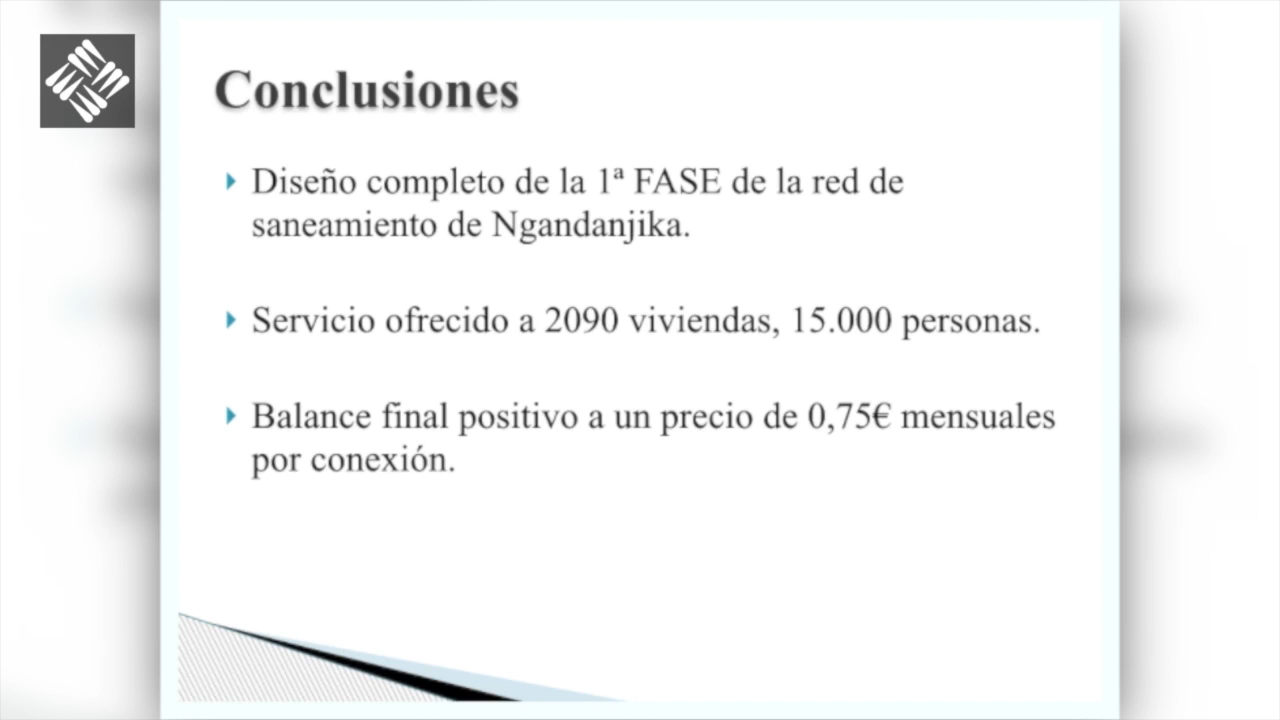 Conclusiones
Diseño completo de la 1ª FASE de la red de
saneamiento de Ngandanjika.
Servicio ofrecido a 2090 viviendas, 15.000 personas.
Balance final positivo a un precio de 0,75€ mensuales
por conexión.